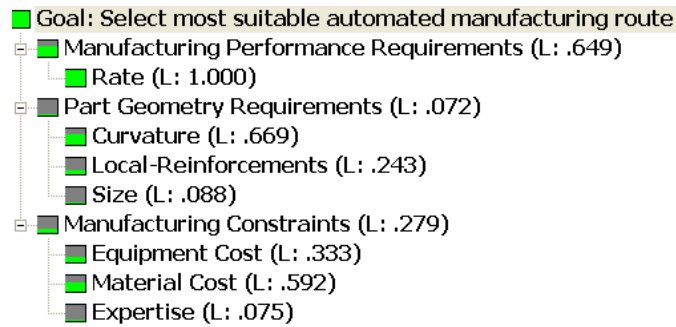 Goal: Select most suitable automated manufacturing route
Manufacturing Performance Requirements (L: .649)
Rate (L: 1.000)
Part Geometry Requirements (L: .072)
Curvature (L: .669)
Local-Reinforcements (L: .243)
Size (L: .088)
Manufacturing Constraints (L: .279)
Equipment Cost (L: .333)
Material Cost (L: .592)
Expertise (L: .075)